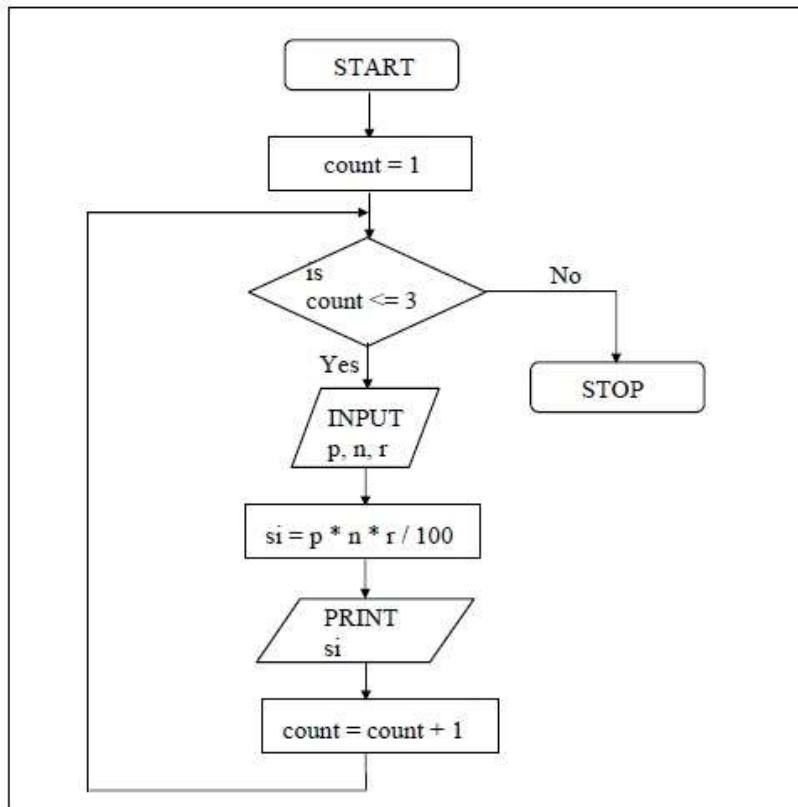 START
count = 1
is
count <= 3
No
Yes
STOP
INPUT
p, n, r
si = p * n * r / 100
PRINT
si
count = count + 1